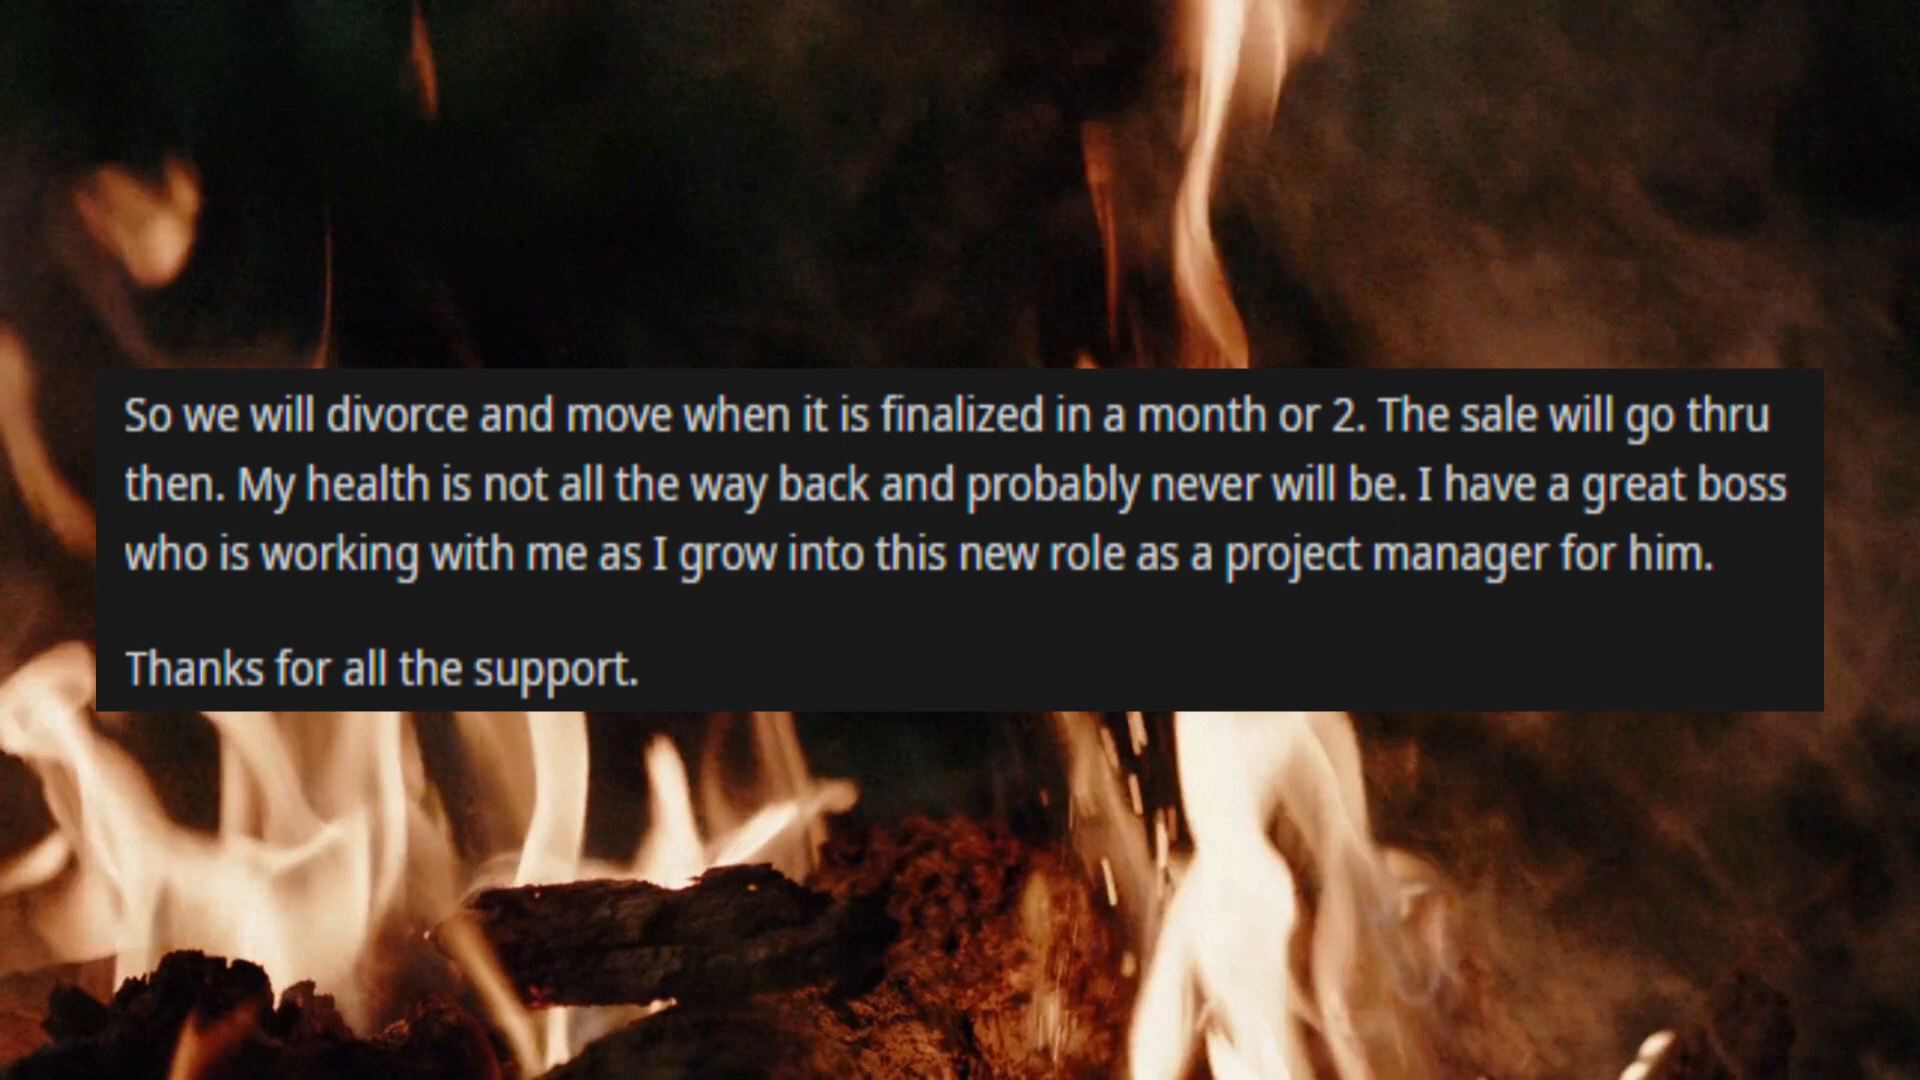 So we will divorce and move when it is finalized in a month or 2. The sale will go thru
then. My health is not all the way back and probably never will be. I have a great boss
who is working with me as I grow into this new role as a project manager for him.
Thanks for all the support.